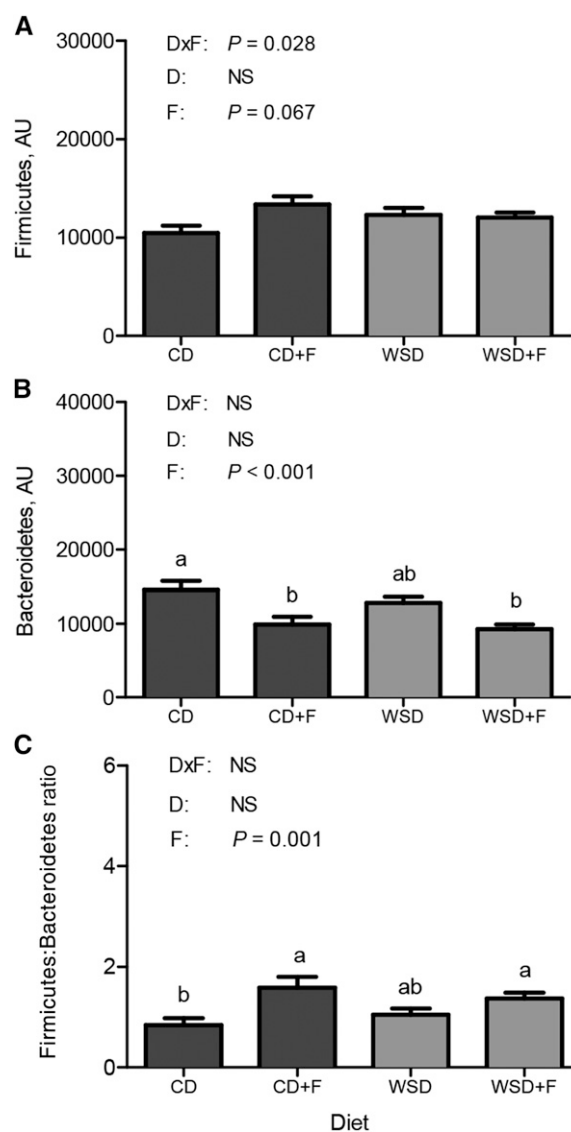 A
30000
20000
10000
0
Firmicutes, AU
DxF: P = 0.028
D: NS
F: P = 0.067
CD CD+F WSD WSD+F
B
40000
30000
20000
10000
0
Bacteroidetes, AU
DxF: NS
D: NS
F: P < 0.001
a b ab b
CD CD+F WSD WSD+F
C
6
4
2
0
Firmicutes:Bacteroidetes ratio
DxF: NS
D: NS
F: P = 0.001
b a ab a
CD CD+F WSD WSD+F
Diet